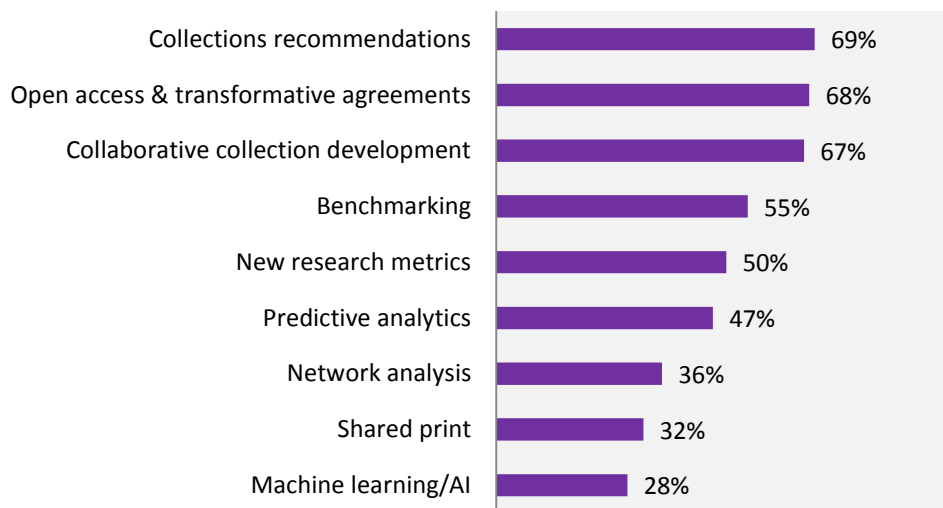 Collections recommendations 69%
Open access & transformative agreements 68%
Collaborative collection development 67%
Benchmarking 55%
New research metrics 50%
Predictive analytics 47%
Network analysis 36%
Shared print 32%
Machine learning/AI 28%